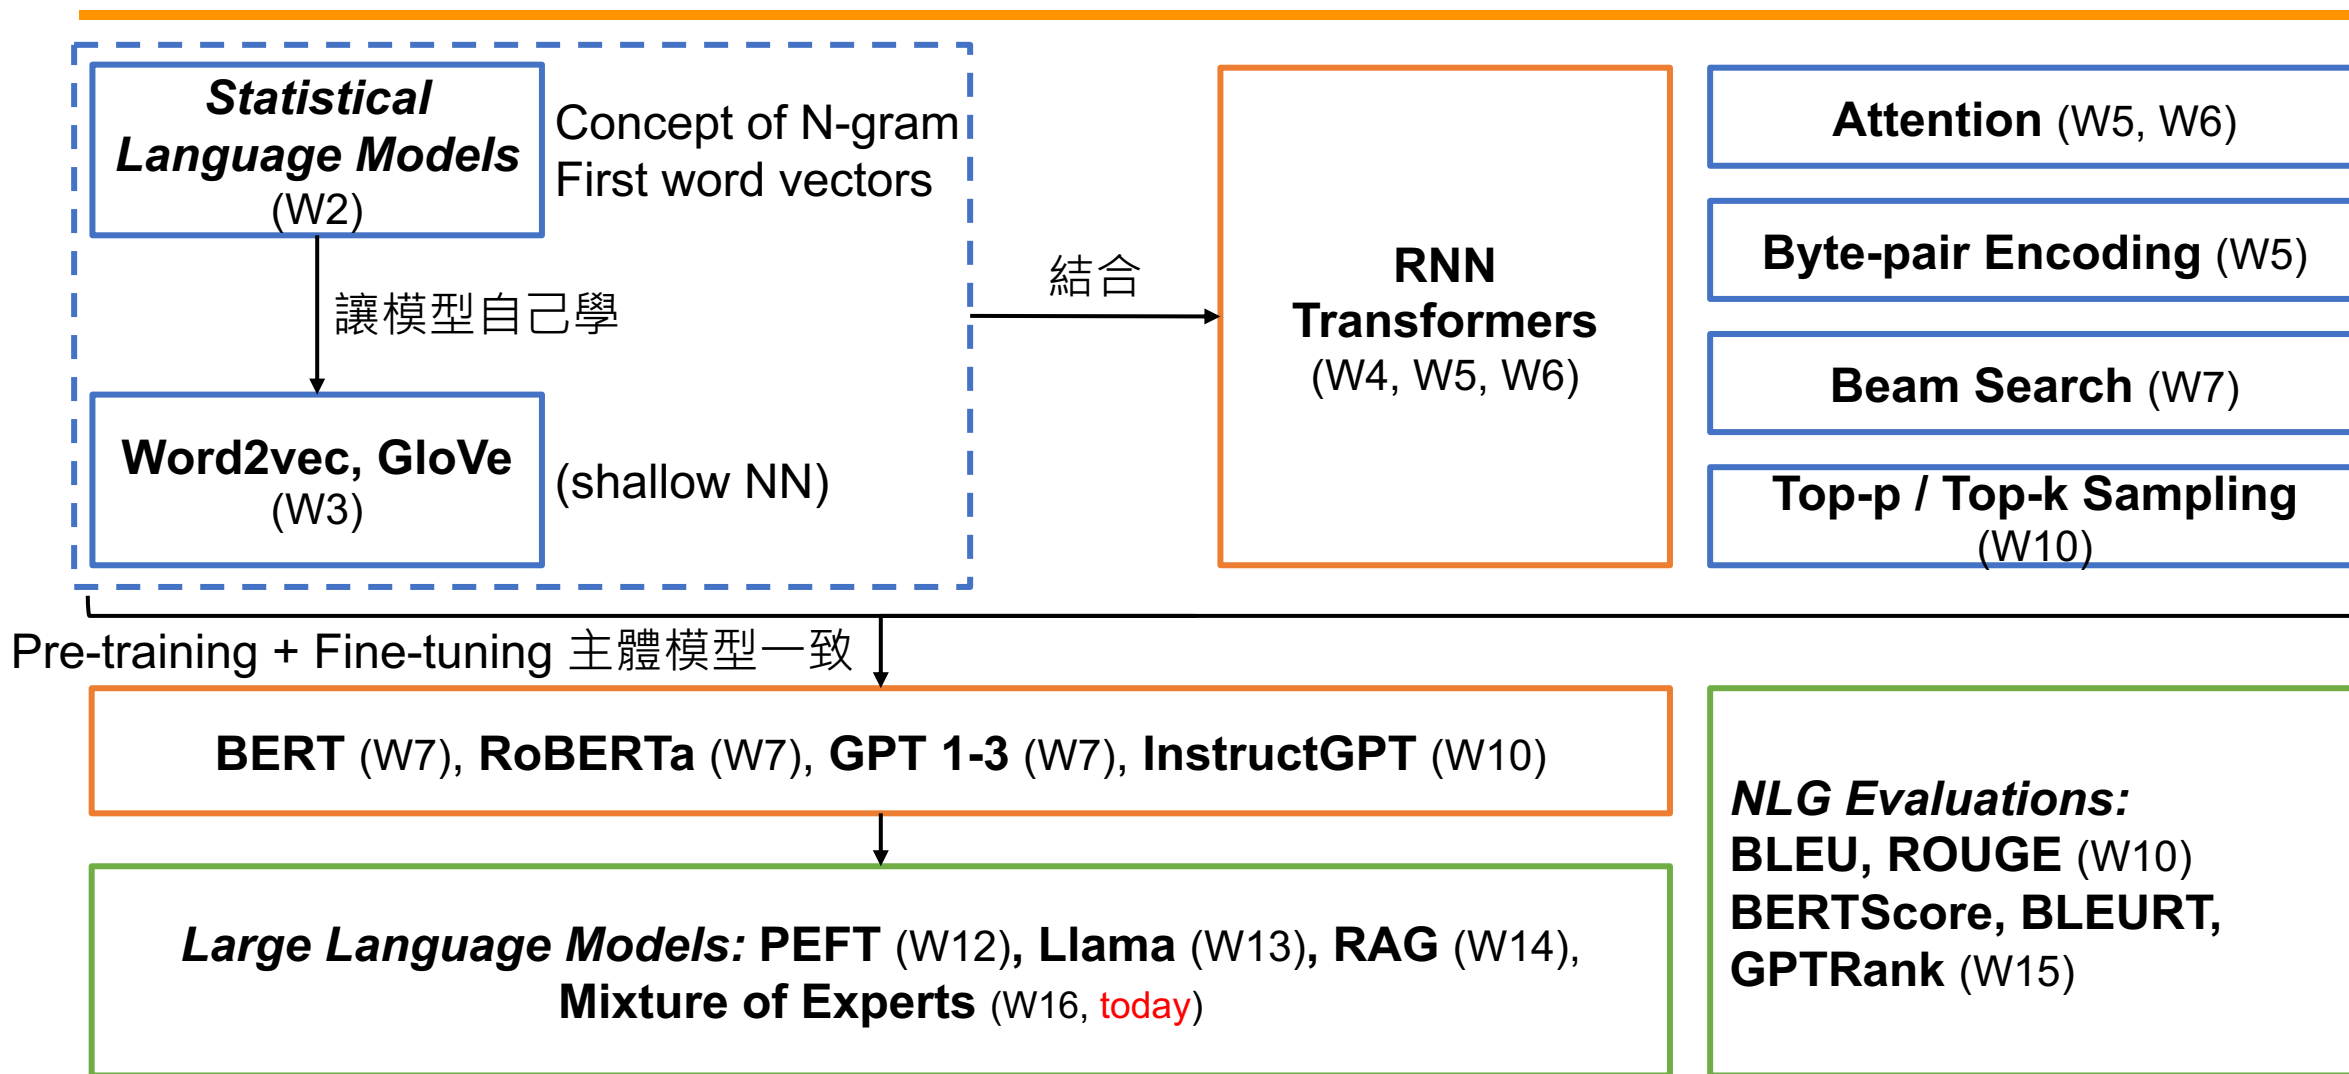 Statistical
Language Models
(W2)
Concept of N-gram
First word vectors
讓模型自己學
Word2vec, GloVe
(W3)
(shallow NN)
結合
RNN
Transformers
(W4, W5, W6)
Attention (W5, W6)
Byte-pair Encoding (W5)
Beam Search (W7)
Top-p / Top-k Sampling
(W10)
Pre-training + Fine-tuning 主體模型一致
BERT (W7), RoBERTa (W7), GPT 1-3 (W7), InstructGPT (W10)
Large Language Models: PEFT (W12), Llama (W13), RAG (W14),
Mixture of Experts (W16, today)
NLG Evaluations:
BLEU, ROUGE (W10)
BERTScore, BLEURT,
GPTRank (W15)